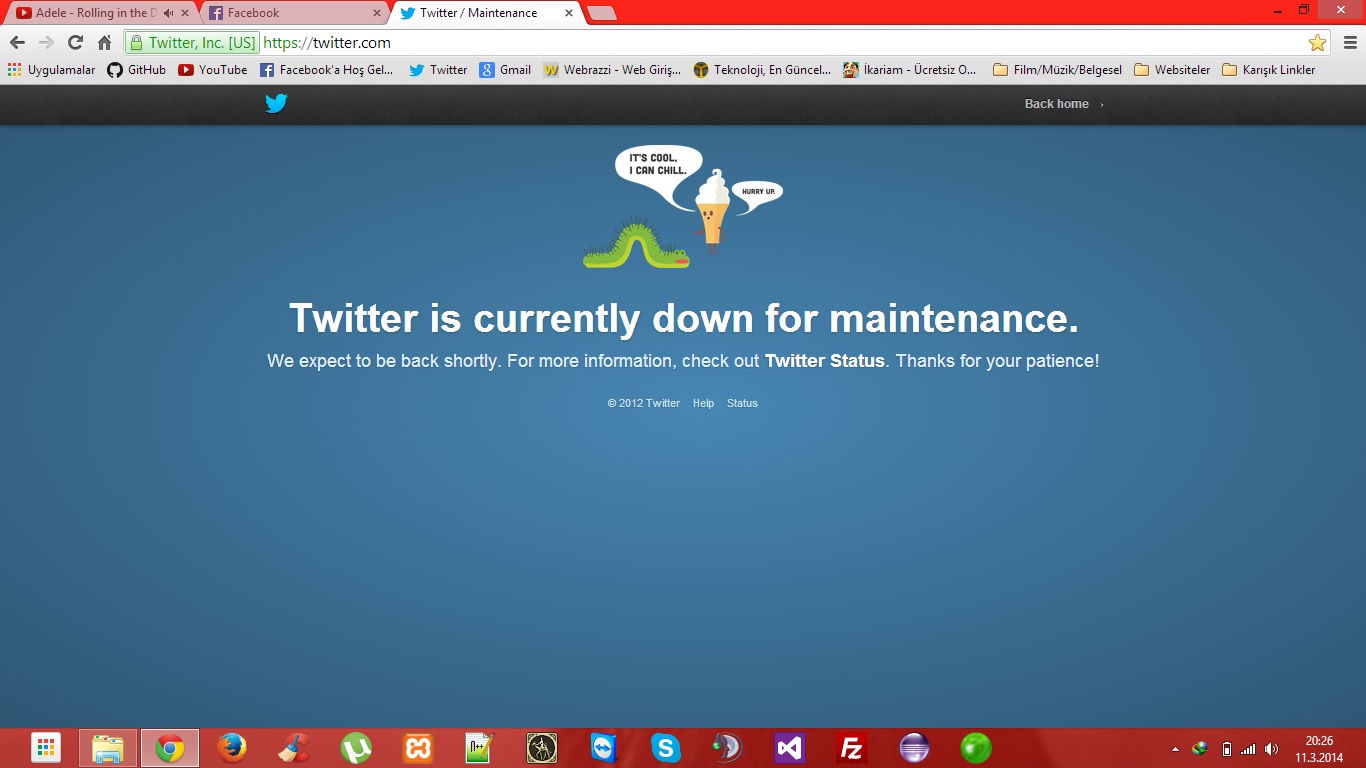 Adele - Rolling in the D
Facebook
Twitter / Maintenance
Twitter, Inc. [US] https://twitter.com
Uygulamalar GitHub YouTube Facebook'a Hoş Gel... Twitter Gmail Webrazzi - Web Giriş... Teknoloji, En Güncel... İkariam - Ücretsiz O... Film/Müzik/Belgesel Websiteler Karışık Linkler
Back home ›
IT'S COOL,
I CAN CHILL.
HURRY UP.
Twitter is currently down for maintenance.
We expect to be back shortly. For more information, check out Twitter Status. Thanks for your patience!
© 2012 Twitter Help Status
20:26
11.3.2014